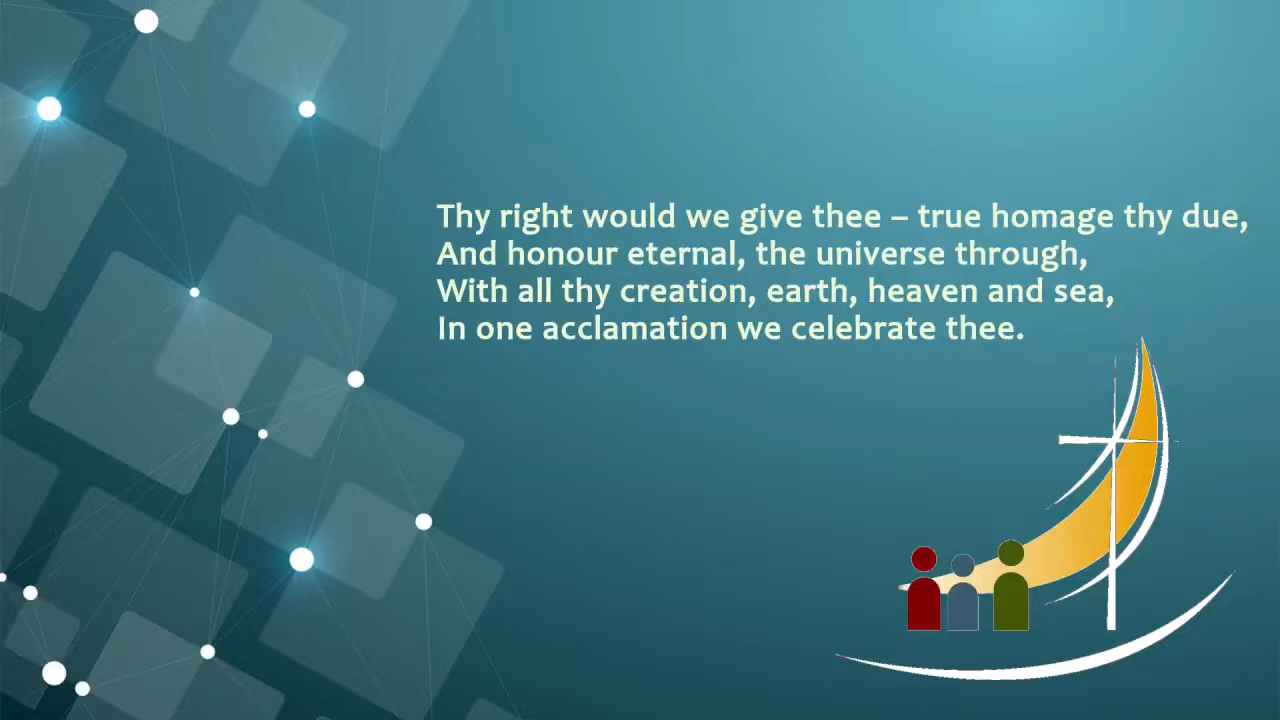 Thy right would we give thee – true homage thy due,
And honour eternal, the universe through,
With all thy creation, earth, heaven and sea,
In one acclamation we celebrate thee.